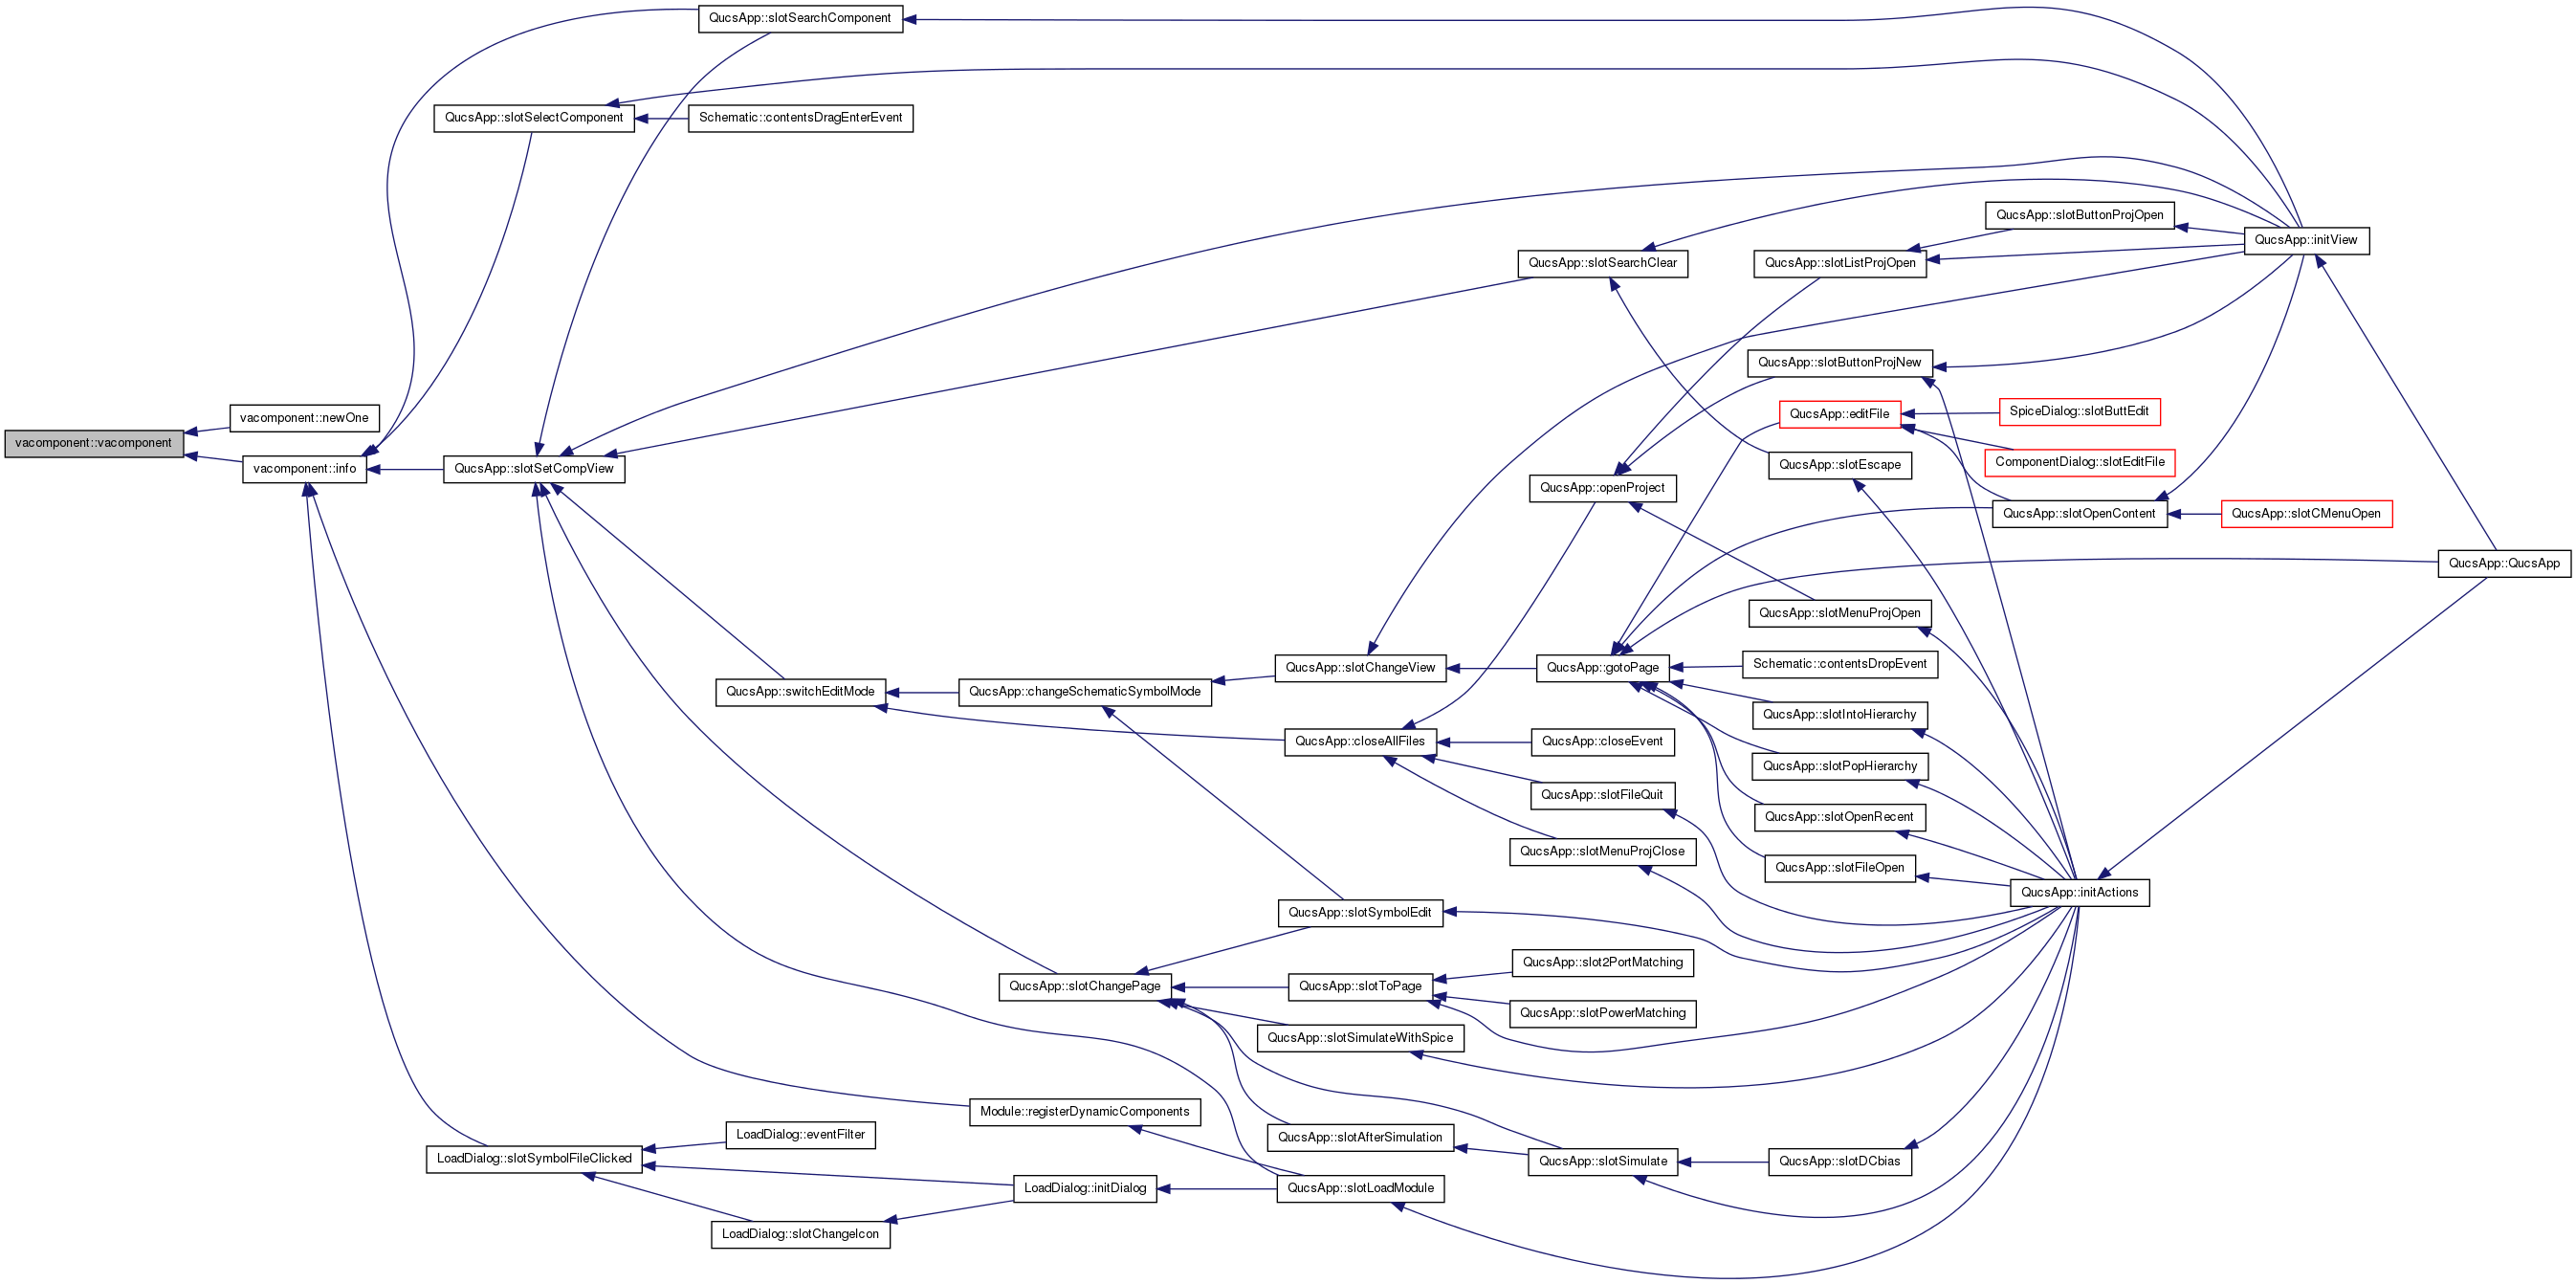 QucsApp::slotSearchComponent
QucsApp::slotSelectComponent
Schematic::contentsDragEnterEvent
QucsApp::slotButtonProjOpen
QucsApp::initView
QucsApp::slotSearchClear
QucsApp::slotListProjOpen
QucsApp::slotButtonProjNew
vacomponent::newOne
QucsApp::editFile
SpiceDialog::slotButtEdit
vacomponent::vacomponent
vacomponent::info
QucsApp::slotSetCompView
QucsApp::slotEscape
ComponentDialog::slotEditFile
QucsApp::openProject
QucsApp::slotOpenContent
QucsApp::slotCMenuOpen
QucsApp::QucsApp
QucsApp::slotMenuProjOpen
QucsApp::slotChangeView
QucsApp::gotoPage
Schematic::contentsDropEvent
QucsApp::switchEditMode
QucsApp::changeSchematicSymbolMode
QucsApp::slotIntoHierarchy
QucsApp::closeAllFiles
QucsApp::closeEvent
QucsApp::slotPopHierarchy
QucsApp::slotFileQuit
QucsApp::slotOpenRecent
QucsApp::slotMenuProjClose
QucsApp::slotFileOpen
QucsApp::initActions
QucsApp::slotSymbolEdit
QucsApp::slot2PortMatching
QucsApp::slotChangePage
QucsApp::slotToPage
QucsApp::slotPowerMatching
QucsApp::slotSimulateWithSpice
Module::registerDynamicComponents
LoadDialog::eventFilter
QucsApp::slotAfterSimulation
LoadDialog::slotSymbolFileClicked
QucsApp::slotSimulate
QucsApp::slotDCbias
LoadDialog::initDialog
QucsApp::slotLoadModule
LoadDialog::slotChangeIcon